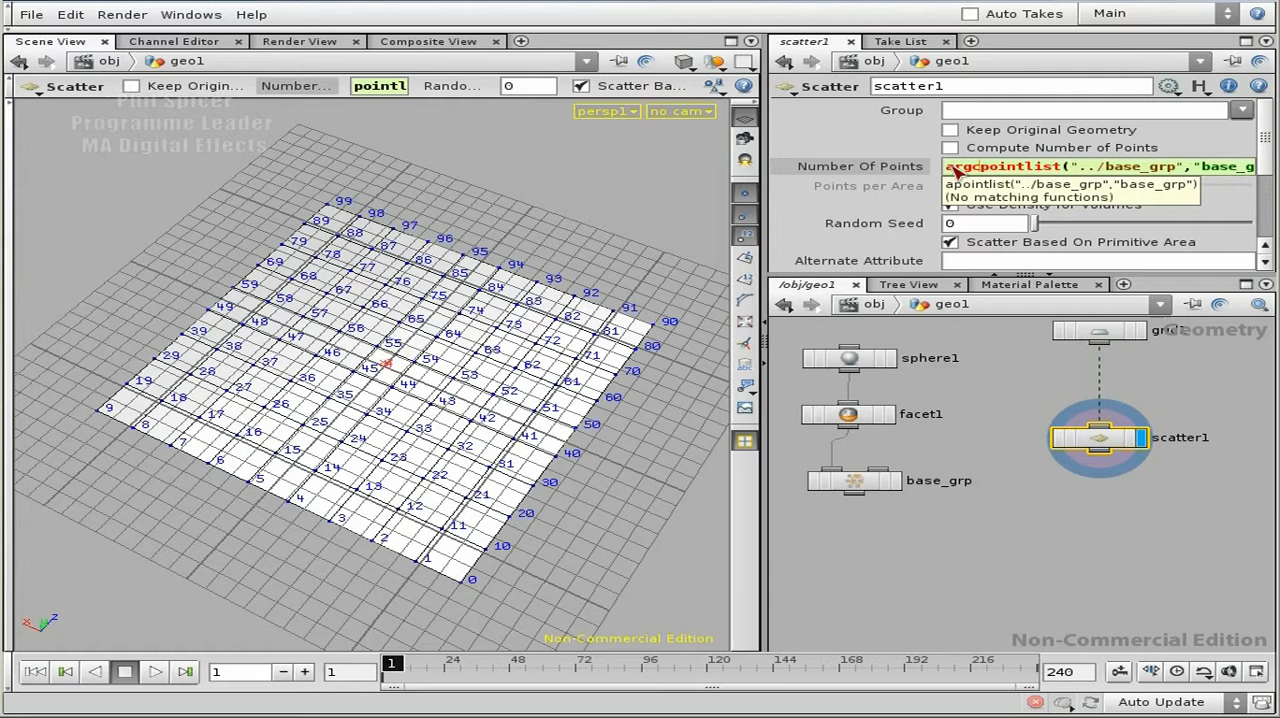 File Edit Render Windows Help Auto Takes Main
Scene View Channel Editor Render View Composite View
scatter1 Take List
obj geo1
obj geo1
Scatter Keep Origin... Number... pointl Rando... 0 Scatter Ba...
Scatter scatter1
Phil Spicer
Programme Leader
MA Digital Effects
persp1 no cam
Group
Keep Original Geometry
Compute Number of Points
Number Of Points argcpointlist("../base_grp","base_g
apointlist("../base_grp","base_grp")
(No matching functions)
Points per Area
Use Density for Volumes
Random Seed 0
Scatter Based On Primitive Area
Alternate Attribute
/obj/geo1 Tree View Material Palette
obj geo1
Geometry
sphere1
facet1
base_grp
scatter1
99 98 97 96 95 94 93 92 91 90
89 88 87 86 85 84 83 82 81 80
79 78 77 76 75 74 73 72 71 70
69 68 67 66 65 64 63 62 61 60
59 58 57 56 55 54 53 52 51 50
49 48 47 46 45 44 43 42 41 40
39 38 37 36 35 34 33 32 31 30
29 28 27 26 25 24 23 22 21 20
19 18 17 16 15 14 13 12 11 10
9 8 7 6 5 4 3 2 1 0
x z
Non-Commercial Edition
Non-Commercial Edition
1 1 1 24 48 72 96 120 144 168 192 216 240
Auto Update